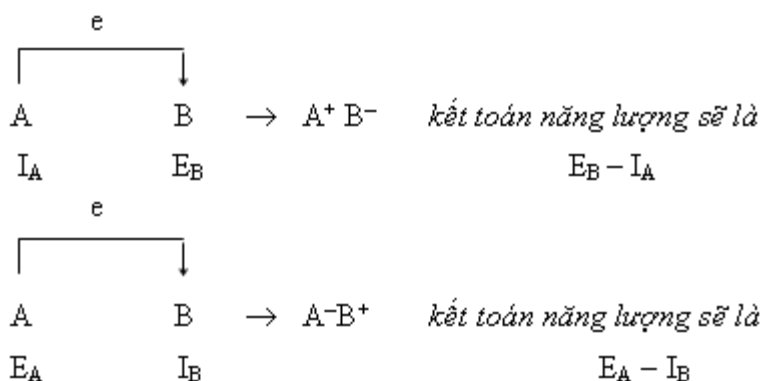 e
A B → A⁺ B⁻ kết toán năng lượng sẽ là
I_A E_B E_B – I_A
e
A B → A⁻B⁺ kết toán năng lượng sẽ là
E_A I_B E_A – I_B